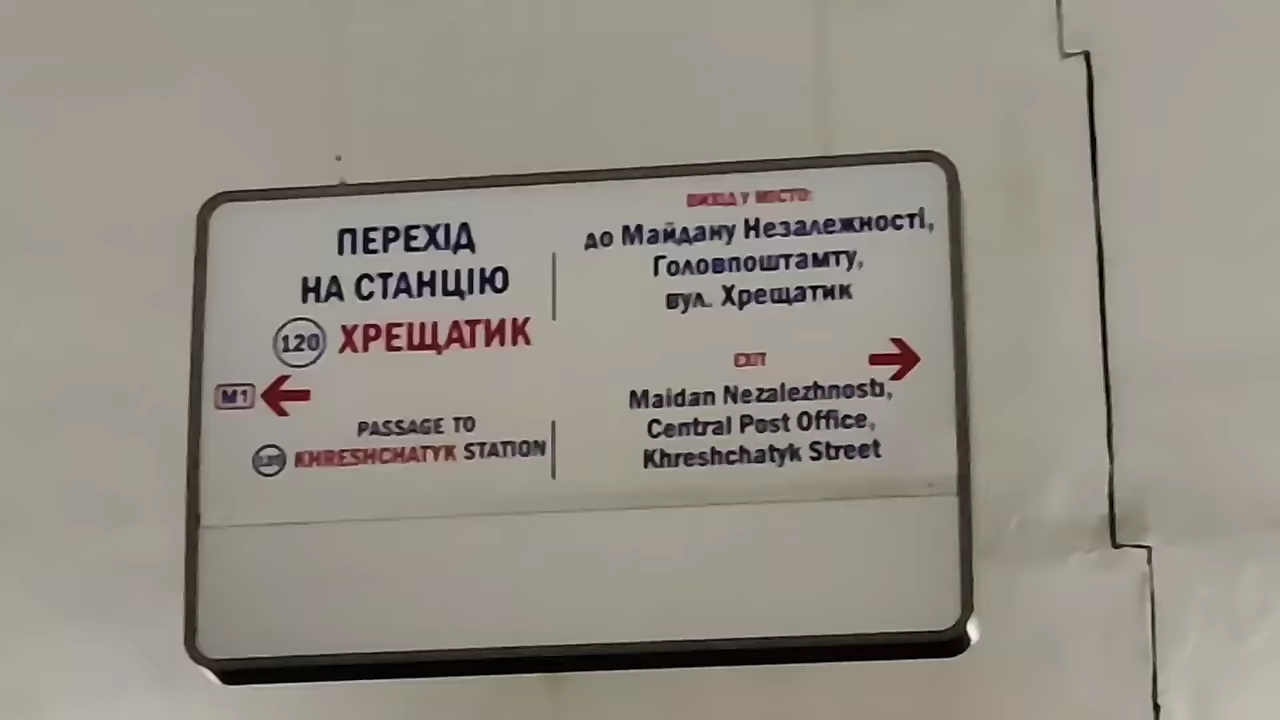 ПЕРЕХІД
НА СТАНЦІЮ
120 ХРЕЩАТИК
M1
PASSAGE TO
120 KHRESHCHATYK STATION
ВИХІД У МІСТО:
до Майдану Незалежності,
Головпоштамту,
вул. Хрещатик
EXIT
Maidan Nezalezhnosti,
Central Post Office,
Khreshchatyk Street